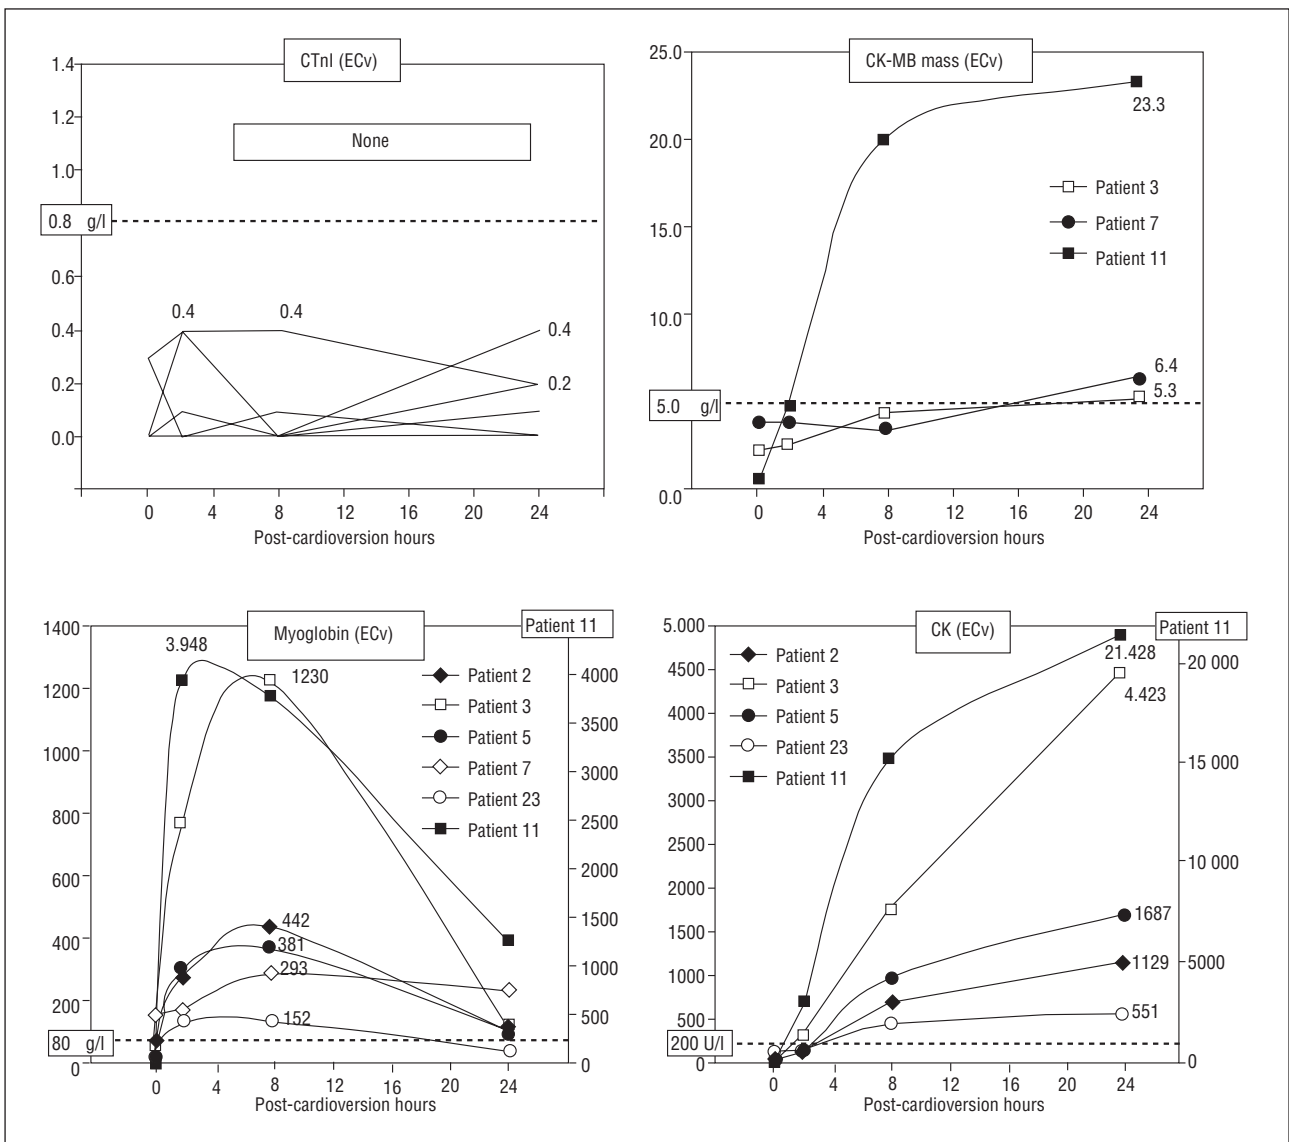 CTnI (ECv)
1.4
1.2
None
1.0
0.8 g/l
0.6
0.4
0.4
0.4
0.4
0.2
0.2
0.0
0 4 8 12 16 20 24
Post-cardioversion hours
CK-MB mass (ECv)
25.0
23.3
20.0
Patient 3
Patient 7
Patient 11
15.0
10.0
6.4
5.3
5.0 g/l
0.0
0 4 8 12 16 20 24
Post-cardioversion hours
Myoglobin (ECv)
Patient 11
1400
3.948
1230
Patient 2
Patient 3
Patient 5
Patient 7
Patient 23
Patient 11
1200
1000
800
600
400
200
80 g/l
0
4000
3500
3000
2500
2000
1500
1000
500
0
442
381
293
152
0 4 8 12 16 20 24
Post-cardioversion hours
CK (ECv)
Patient 11
5.000
4500
4000
3500
3000
2500
2000
1500
1000
500
200 U/l
0
Patient 2
Patient 3
Patient 5
Patient 23
Patient 11
21.428
4.423
1687
1129
551
20 000
15 000
10 000
5000
0
0 4 8 12 16 20 24
Post-cardioversion hours